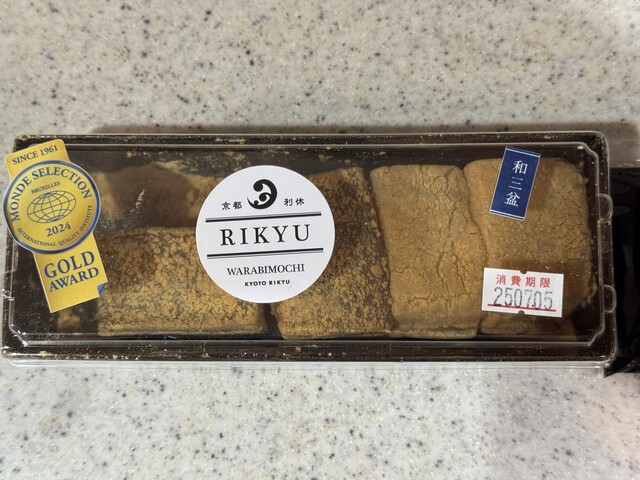 SINCE 1961
MONDE SELECTION
BRUXELLES
2024
INTERNATIONAL QUALITY INSTITUTE
GOLD
AWARD
京都 利休
RIKYU
WARABIMOCHI
KYOTO RIKYU
和三盆
消費期限
250705